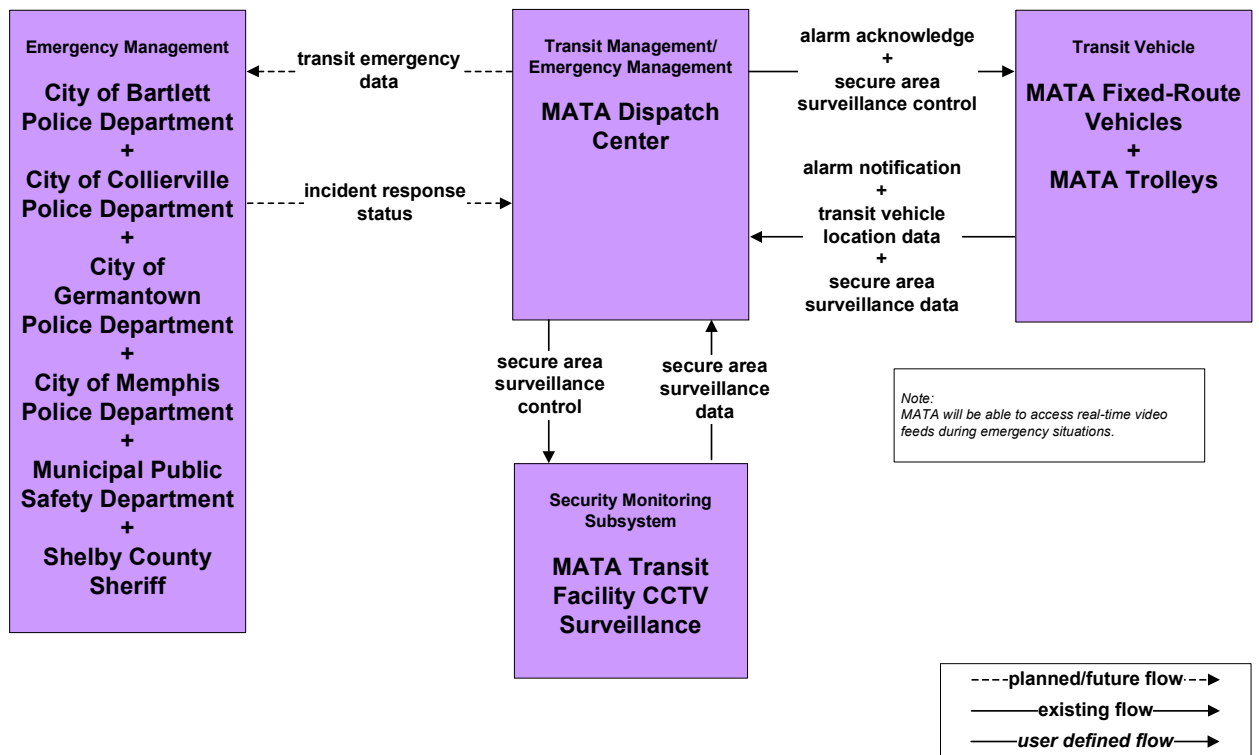 Emergency Management
City of Bartlett
Police Department
+
City of Collierville
Police Department
+
City of
Germantown
Police Department
+
City of Memphis
Police Department
+
Municipal Public
Safety Department
+
Shelby County
Sheriff
transit emergency
data
incident response
status
Transit Management/
Emergency Management
MATA Dispatch
Center
alarm acknowledge
+
secure area
surveillance control
alarm notification
+
transit vehicle
location data
+
secure area
surveillance data
Transit Vehicle
MATA Fixed-Route
Vehicles
+
MATA Trolleys
secure area
surveillance
control
secure area
surveillance
data
Note:
MATA will be able to access real-time video
feeds during emergency situations.
Security Monitoring
Subsystem
MATA Transit
Facility CCTV
Surveillance
planned/future flow
existing flow
user defined flow